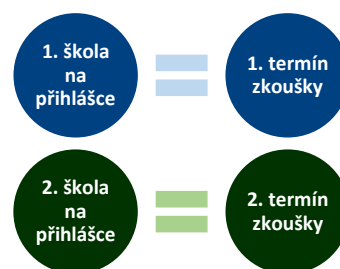 1. škola
na
přihlášce
1. termín
zkoušky
2. škola
na
přihlášce
2. termín
zkoušky